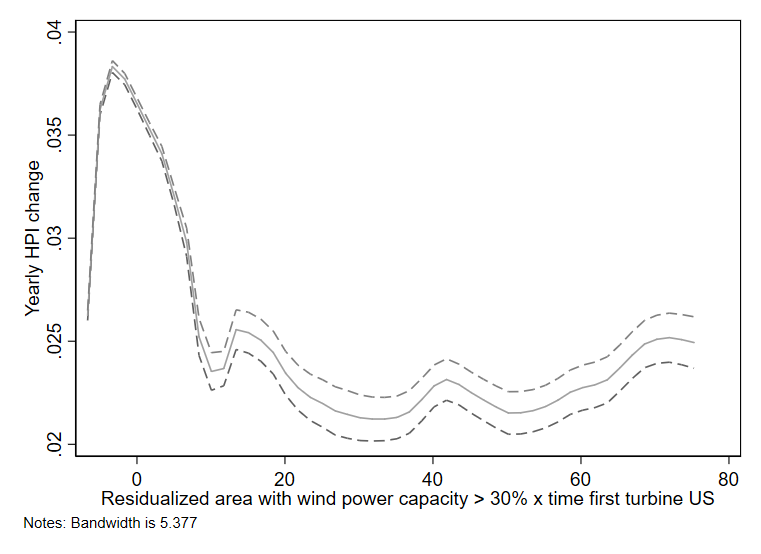 .04
.035
.03
.025
.02
Yearly HPI change
0 20 40 60 80
Residualized area with wind power capacity > 30% x time first turbine US
Notes: Bandwidth is 5.377